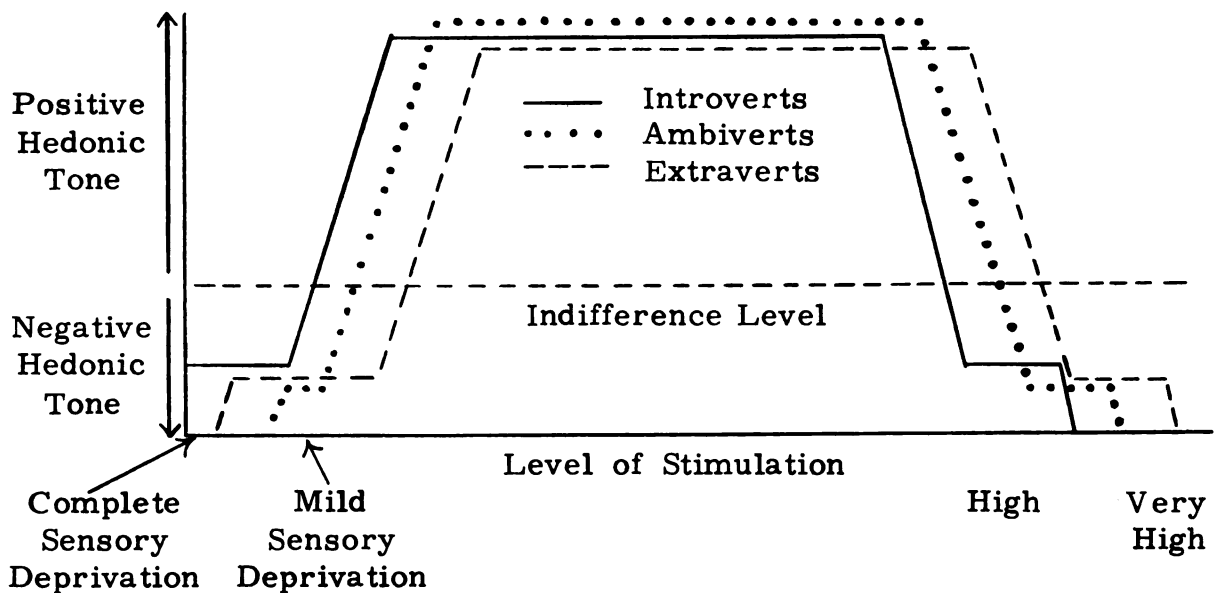 Positive
Hedonic
Tone
Introverts
Ambiverts
Extraverts
Indifference Level
Negative
Hedonic
Tone
Level of Stimulation
Complete
Sensory
Deprivation
Mild
Sensory
Deprivation
High
Very
High